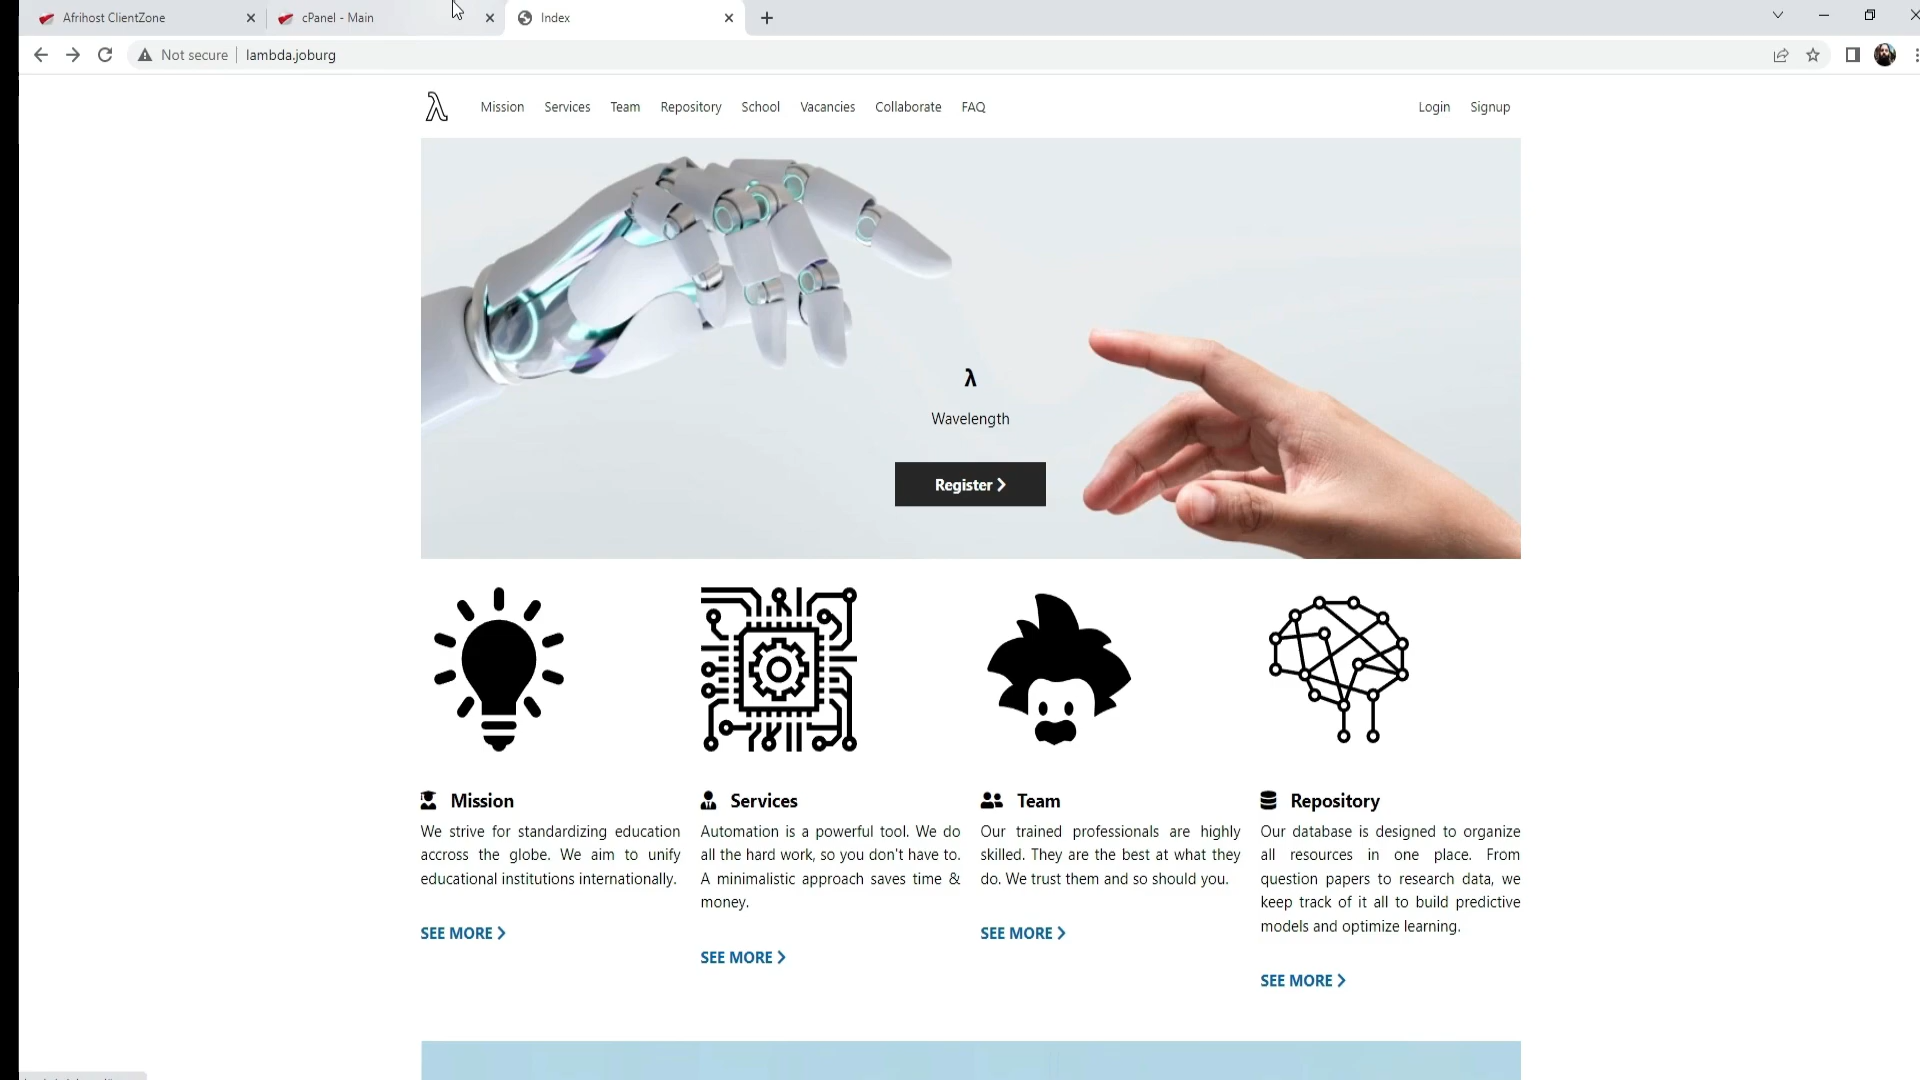 Afrihost ClientZone
cPanel - Main
Index
Not secure
lambda.joburg
Mission
Services
Team
Repository
School
Vacancies
Collaborate
FAQ
Login
Signup
λ
Wavelength
Register
Mission
We strive for standardizing education
accross the globe. We aim to unify
educational institutions internationally.
SEE MORE
Services
Automation is a powerful tool. We do
all the hard work, so you don't have to.
A minimalistic approach saves time &
money.
SEE MORE
Team
Our trained professionals are highly
skilled. They are the best at what they
do. We trust them and so should you.
SEE MORE
Repository
Our database is designed to organize
all resources in one place. From
question papers to research data, we
keep track of it all to build predictive
models and optimize learning.
SEE MORE